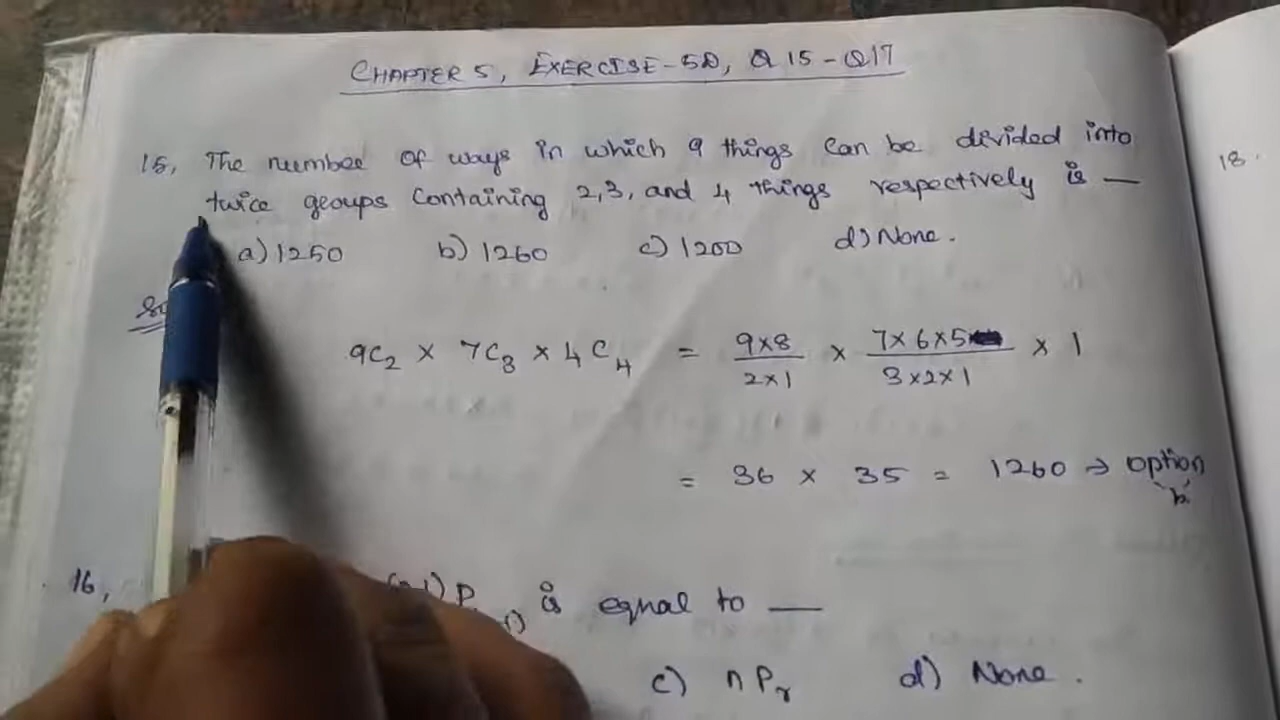 CHAPTER 5, EXERCISE-5D, Q 15 - Q17
15, The number of ways in which 9 things can be divided into
twice groups containing 2,3, and 4 things respectively is —
a) 1250 b) 1260 c) 1200 d) None.
9C2 × 7C3 × 4C4 = 9×8/2×1 × 7×6×5/3×2×1 × 1
= 36 × 35 = 1260 → option 'b'
16, P is equal to —
c) nPr d) None.
18.